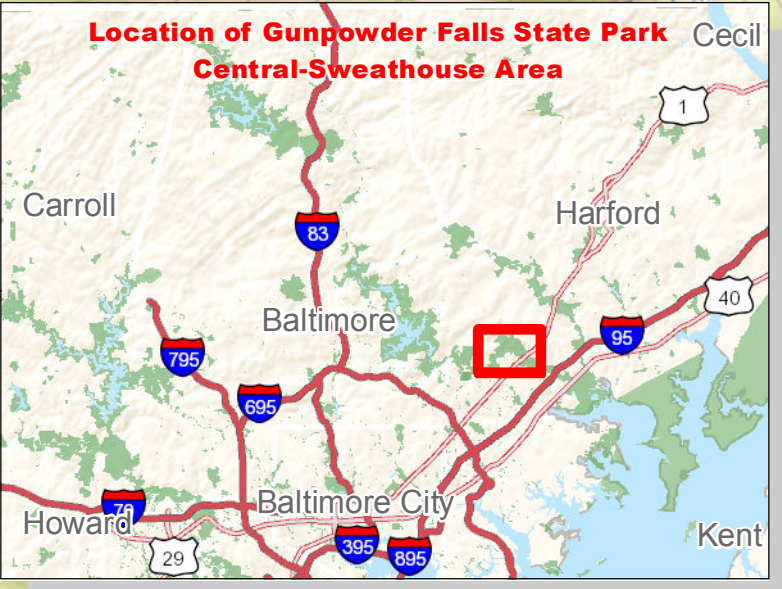 Location of Gunpowder Falls State Park
Cecil
Central-Sweathouse Area
1
Carroll
Harford
83
40
Baltimore
95
795
695
Baltimore City
70
Howard
Kent
395
895
29